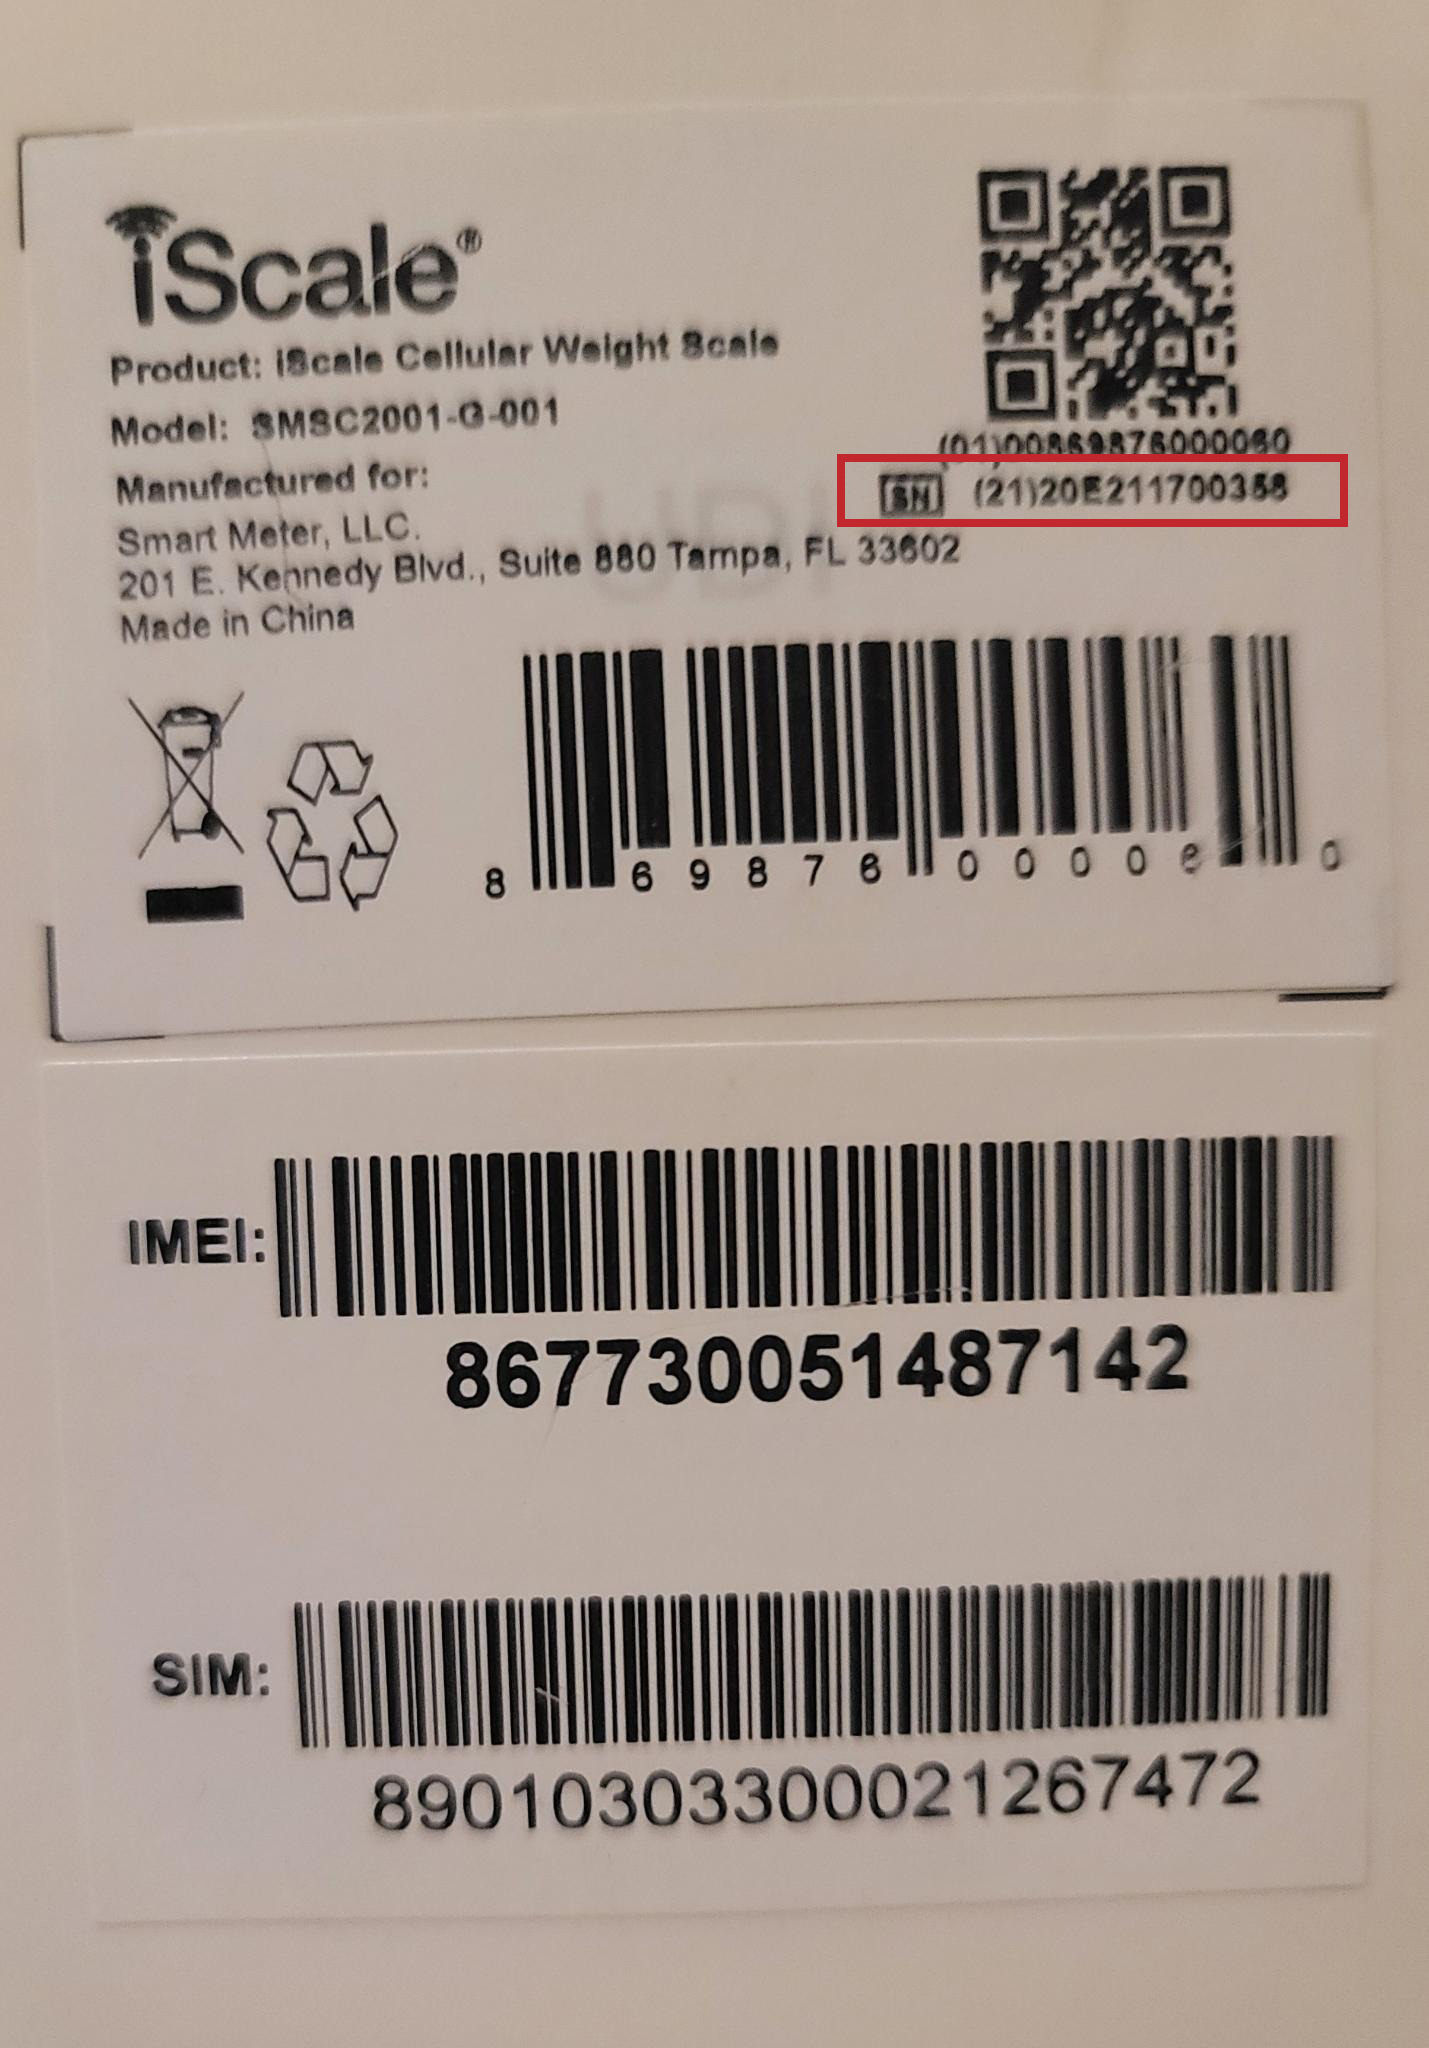 iScale®
Product: iScale Cellular Weight Scale
Model: SMSC2001-G-001
Manufactured for:
Smart Meter, LLC.
201 E. Kennedy Blvd., Suite 880 Tampa, FL 33602
Made in China
(01)00869876000060
SN (21)20E211700358
UDI
8 69876 00006 0
IMEI:
867730051487142
SIM:
89010303300021267472